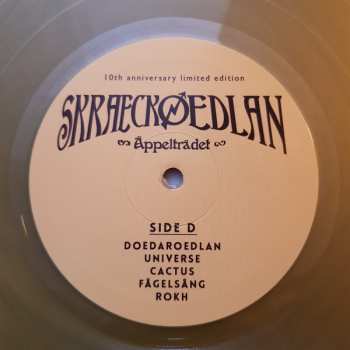 10th anniversary limited edition
SKRAECKOEDLAN
Äppelträdet
SIDE D
DOEDAROEDLAN
UNIVERSE
CACTUS
FÅGELSÅNG
ROKH